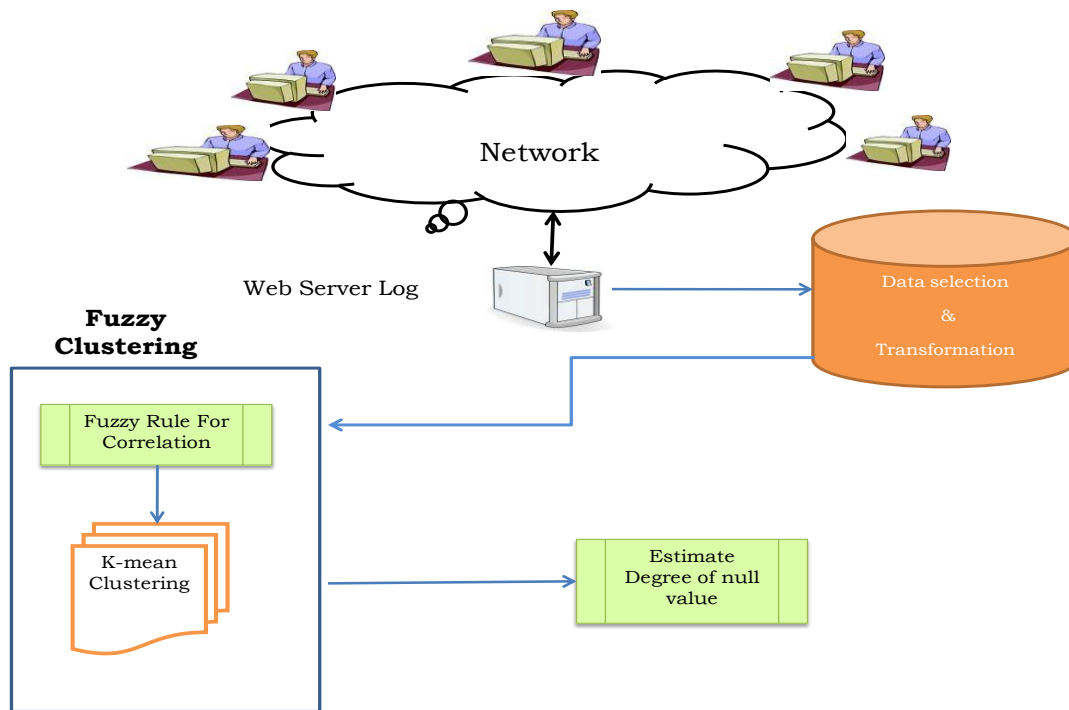 Network
Web Server Log
Data selection
&
Transformation
Fuzzy
Clustering
Fuzzy Rule For
Correlation
K-mean
Clustering
Estimate
Degree of null
value